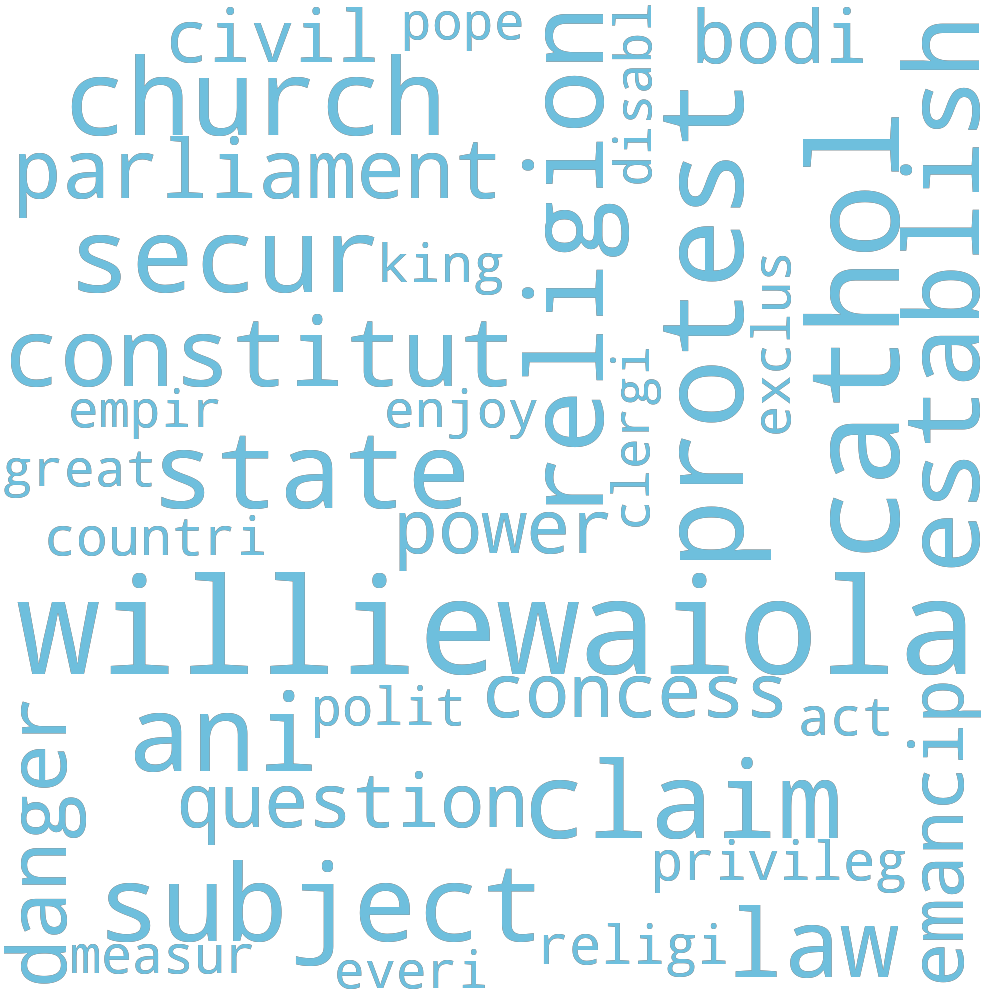 civil
pope
bodi
church
religion
disabl
establish
parliament
protest
cathol
secur
king
exclus
constitut
clergi
empir
enjoy
great
state
power
countri
williewaiola
concess
emancip
ani
polit
act
danger
question
claim
privileg
subject
law
measur
religi
everi